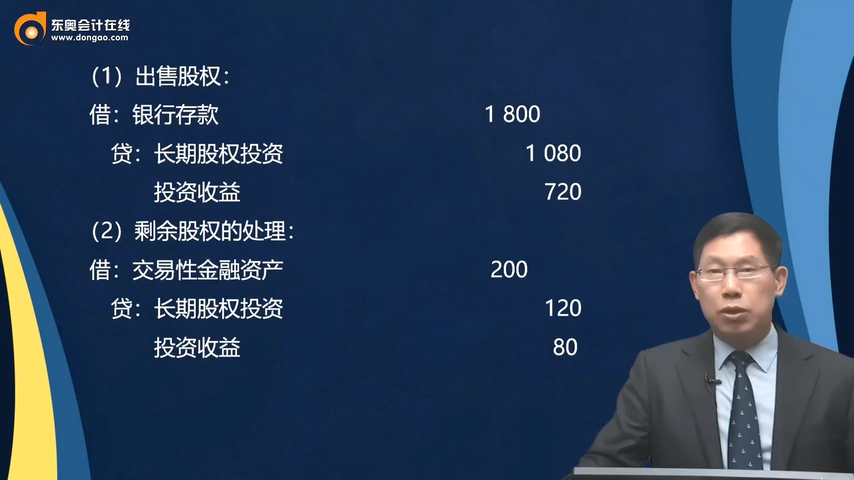 东奥会计在线
www.dongao.com
（1）出售股权：
借：银行存款 1 800
贷：长期股权投资 1 080
投资收益 720
（2）剩余股权的处理：
借：交易性金融资产 200
贷：长期股权投资 120
投资收益 80